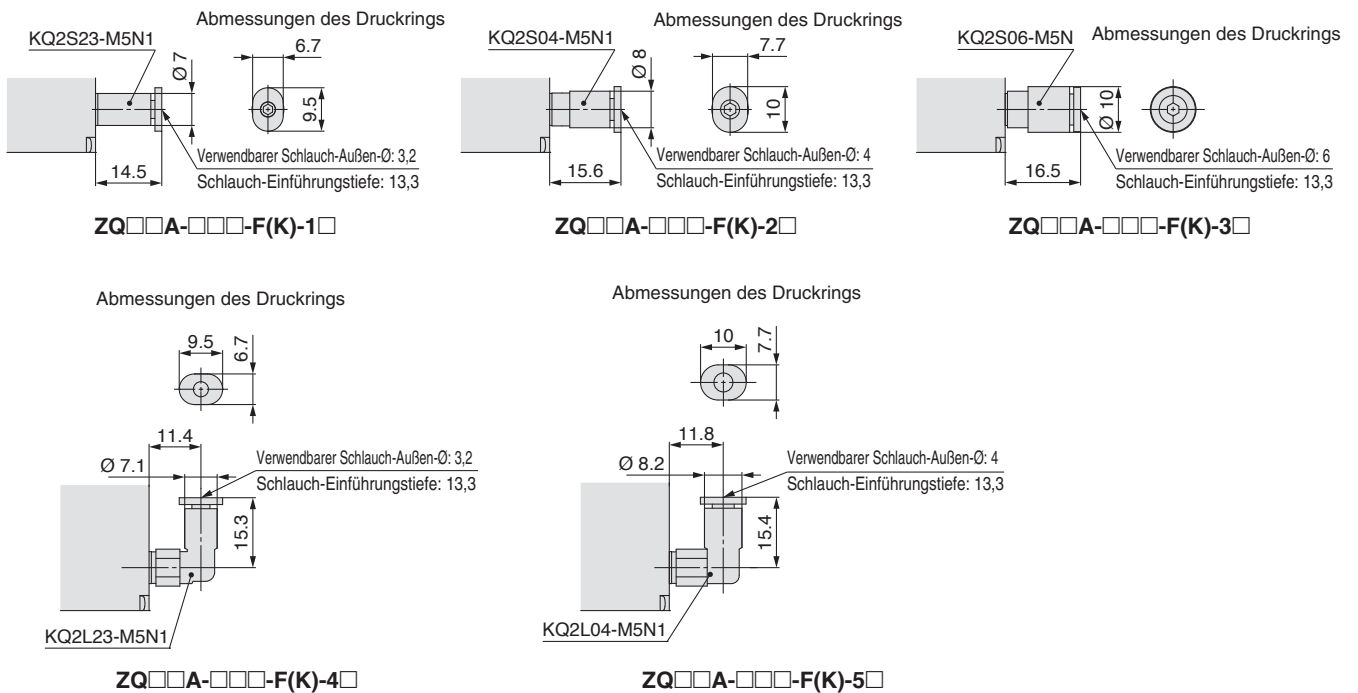 Abmessungen des Druckrings
KQ2S23-M5N1
6.7
Ø 7
9.5
14.5
Verwendbarer Schlauch-Außen-Ø: 3,2
Schlauch-Einführungstiefe: 13,3
ZQ□□A-□□□-F(K)-1□
Abmessungen des Druckrings
KQ2S04-M5N1
7.7
Ø 8
10
15.6
Verwendbarer Schlauch-Außen-Ø: 4
Schlauch-Einführungstiefe: 13,3
ZQ□□A-□□□-F(K)-2□
KQ2S06-M5N
Abmessungen des Druckrings
Ø 10
16.5
Verwendbarer Schlauch-Außen-Ø: 6
Schlauch-Einführungstiefe: 13,3
ZQ□□A-□□□-F(K)-3□
Abmessungen des Druckrings
9.5
6.7
11.4
Ø 7.1
15.3
Verwendbarer Schlauch-Außen-Ø: 3,2
Schlauch-Einführungstiefe: 13,3
KQ2L23-M5N1
ZQ□□A-□□□-F(K)-4□
Abmessungen des Druckrings
10
7.7
11.8
Ø 8.2
15.4
Verwendbarer Schlauch-Außen-Ø: 4
Schlauch-Einführungstiefe: 13,3
KQ2L04-M5N1
ZQ□□A-□□□-F(K)-5□